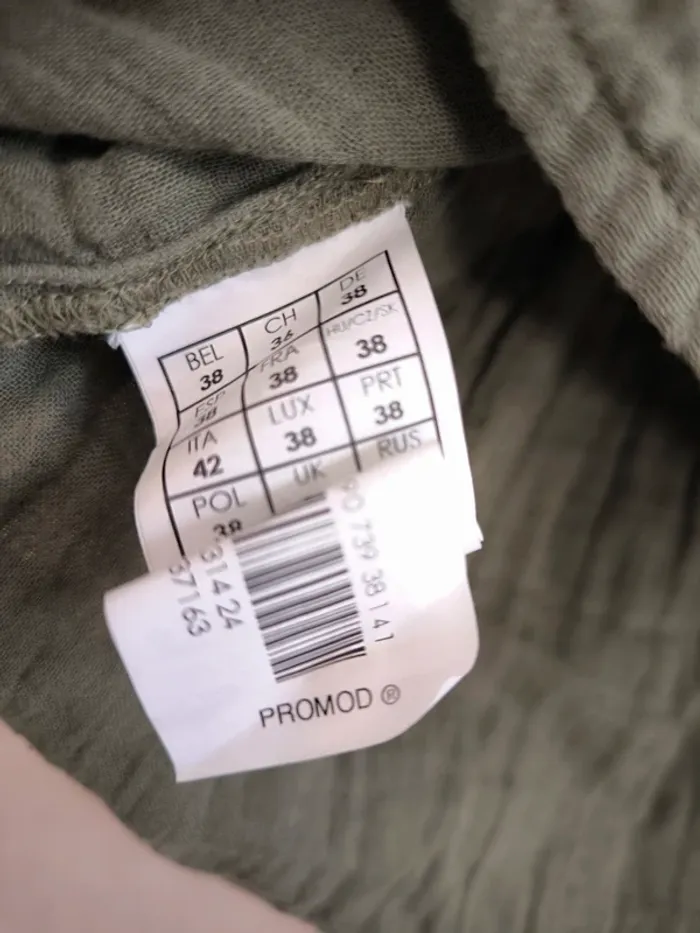 BEL CH DE
38 36 38
ESP FRA HU/CZ/SK
38 38 38
ITA LUX PRT
42 38 38
POL UK RUS
38
314 24
37163
90 739 38 1 4 1
PROMOD ®